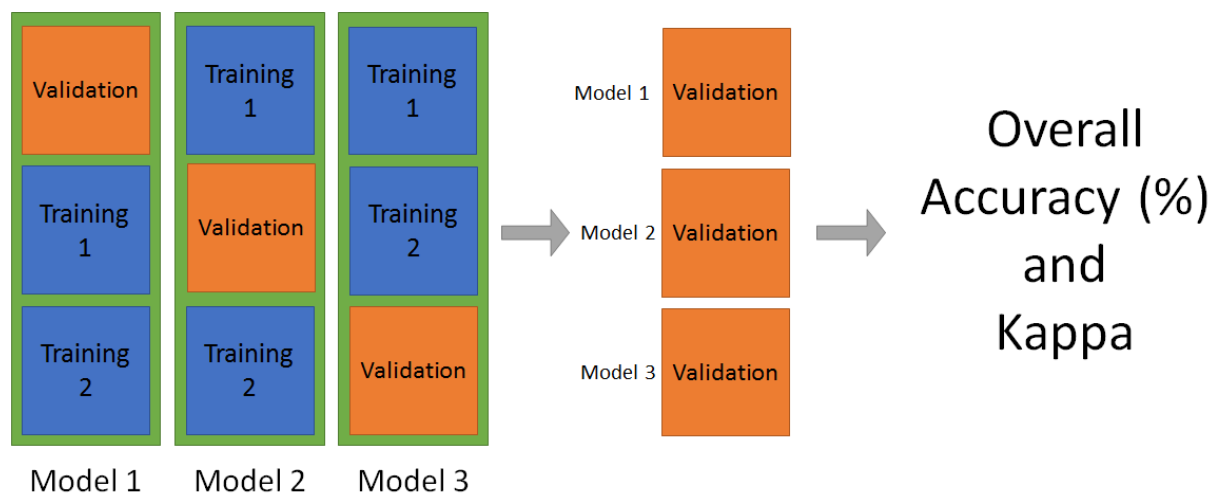 Validation
Training
1
Training
2
Model 1
Training
1
Validation
Training
2
Model 2
Training
1
Training
2
Validation
Model 3
Model 1 Validation
Model 2 Validation
Model 3 Validation
Overall
Accuracy (%)
and
Kappa